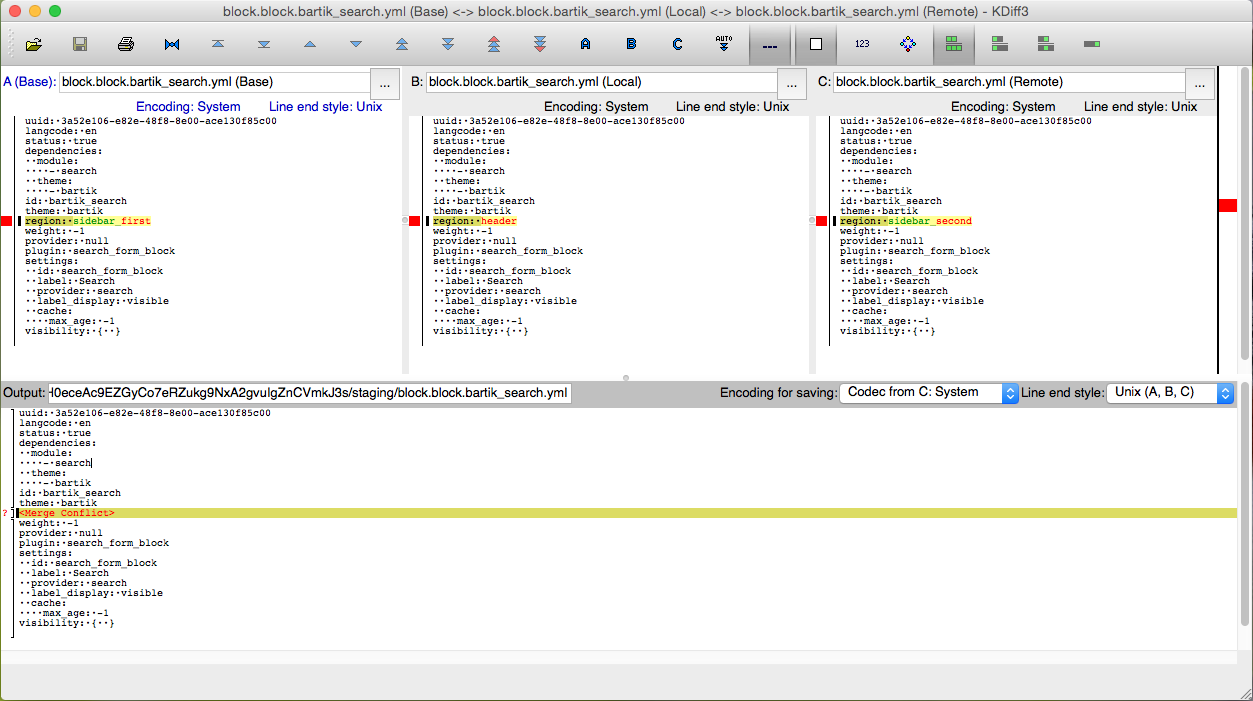 block.block.bartik_search.yml (Base) <-> block.block.bartik_search.yml (Local) <-> block.block.bartik_search.yml (Remote) - KDiff3
A B C AUTO 123
A (Base): block.block.bartik_search.yml (Base) ...
Encoding: System Line end style: Unix
uuid:·3a52e106-e82e-48f8-8e00-ace130f85c00
langcode:·en
status:·true
dependencies:
··module:
····-·search
··theme:
····-·bartik
id:·bartik_search
theme:·bartik
region:·sidebar_first
weight:·-1
provider:·null
plugin:·search_form_block
settings:
··id:·search_form_block
··label:·Search
··provider:·search
··label_display:·visible
··cache:
····max_age:·-1
visibility:·{··}
B: block.block.bartik_search.yml (Local) ...
Encoding: System Line end style: Unix
uuid:·3a52e106-e82e-48f8-8e00-ace130f85c00
langcode:·en
status:·true
dependencies:
··module:
····-·search
··theme:
····-·bartik
id:·bartik_search
theme:·bartik
region:·header
weight:·-1
provider:·null
plugin:·search_form_block
settings:
··id:·search_form_block
··label:·Search
··provider:·search
··label_display:·visible
··cache:
····max_age:·-1
visibility:·{··}
C: block.block.bartik_search.yml (Remote) ...
Encoding: System Line end style: Unix
uuid:·3a52e106-e82e-48f8-8e00-ace130f85c00
langcode:·en
status:·true
dependencies:
··module:
····-·search
··theme:
····-·bartik
id:·bartik_search
theme:·bartik
region:·sidebar_second
weight:·-1
provider:·null
plugin:·search_form_block
settings:
··id:·search_form_block
··label:·Search
··provider:·search
··label_display:·visible
··cache:
····max_age:·-1
visibility:·{··}
Output: /staging/block.block.bartik_search.yml Encoding for saving: Codec from C: System Line end style: Unix (A, B, C)
uuid:·3a52e106-e82e-48f8-8e00-ace130f85c00
langcode:·en
status:·true
dependencies:
··module:
····-·search
··theme:
····-·bartik
id:·bartik_search
theme:·bartik
? <Merge Conflict>
weight:·-1
provider:·null
plugin:·search_form_block
settings:
··id:·search_form_block
··label:·Search
··provider:·search
··label_display:·visible
··cache:
····max_age:·-1
visibility:·{··}